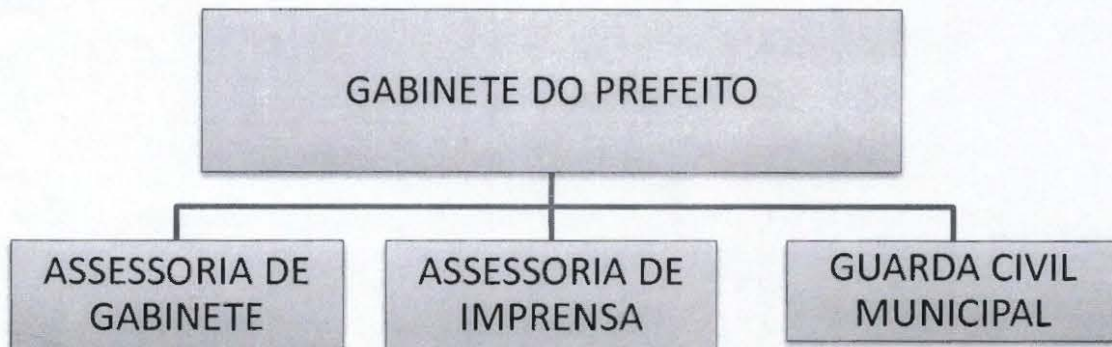 GABINETE DO PREFEITO
ASSESSORIA DE
GABINETE
ASSESSORIA DE
IMPRENSA
GUARDA CIVIL
MUNICIPAL